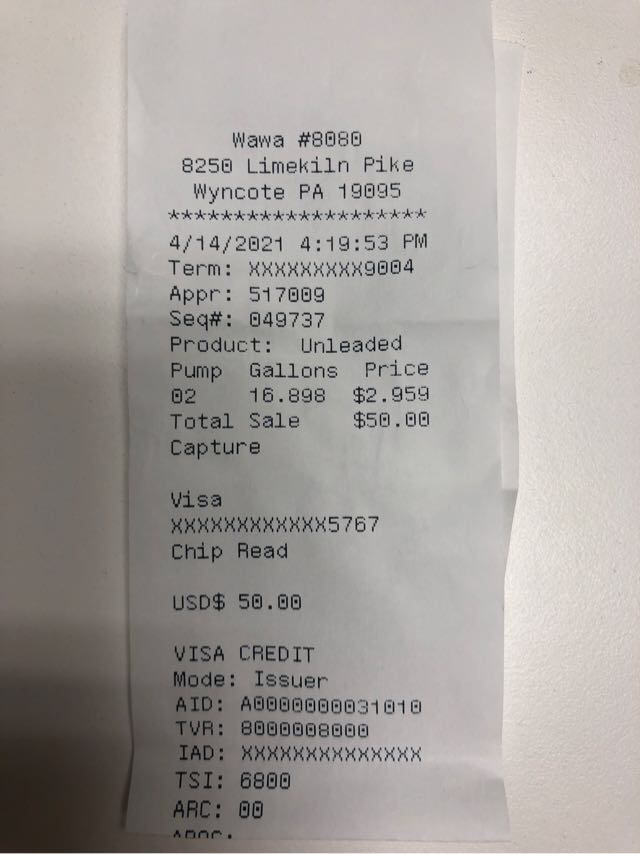 Wawa #8080
8250 Limekiln Pike
Wyncote PA 19095
********************
4/14/2021 4:19:53 PM
Term: XXXXXXXXX9004
Appr: 517009
Seq#: 049737
Product: Unleaded
Pump Gallons Price
02 16.898 $2.959
Total Sale $50.00
Capture
Visa
XXXXXXXXXXXX5767
Chip Read
USD$ 50.00
VISA CREDIT
Mode: Issuer
AID: A0000000031010
TVR: 8000008000
IAD: XXXXXXXXXXXXXX
TSI: 6800
ARC: 00